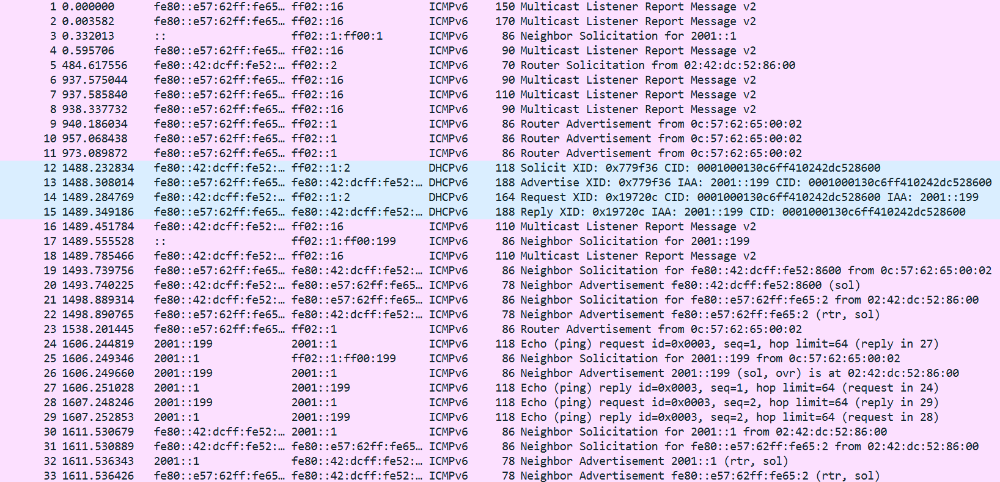 1 0.000000 fe80::e57:62ff:fe65… ff02::16 ICMPv6 150 Multicast Listener Report Message v2
2 0.003582 fe80::e57:62ff:fe65… ff02::16 ICMPv6 170 Multicast Listener Report Message v2
3 0.332013 :: ff02::1:ff00:1 ICMPv6 86 Neighbor Solicitation for 2001::1
4 0.595706 fe80::e57:62ff:fe65… ff02::16 ICMPv6 90 Multicast Listener Report Message v2
5 484.617556 fe80::42:dcff:fe52:… ff02::2 ICMPv6 70 Router Solicitation from 02:42:dc:52:86:00
6 937.575044 fe80::e57:62ff:fe65… ff02::16 ICMPv6 90 Multicast Listener Report Message v2
7 937.585840 fe80::e57:62ff:fe65… ff02::16 ICMPv6 110 Multicast Listener Report Message v2
8 938.337732 fe80::e57:62ff:fe65… ff02::16 ICMPv6 90 Multicast Listener Report Message v2
9 940.186034 fe80::e57:62ff:fe65… ff02::1 ICMPv6 86 Router Advertisement from 0c:57:62:65:00:02
10 957.068438 fe80::e57:62ff:fe65… ff02::1 ICMPv6 86 Router Advertisement from 0c:57:62:65:00:02
11 973.089872 fe80::e57:62ff:fe65… ff02::1 ICMPv6 86 Router Advertisement from 0c:57:62:65:00:02
12 1488.232834 fe80::42:dcff:fe52:… ff02::1:2 DHCPv6 118 Solicit XID: 0x779f36 CID: 0001000130c6ff410242dc528600
13 1488.308014 fe80::e57:62ff:fe65… fe80::42:dcff:fe52:… DHCPv6 188 Advertise XID: 0x779f36 IAA: 2001::199 CID: 0001000130c6ff410242dc528600
14 1489.284769 fe80::42:dcff:fe52:… ff02::1:2 DHCPv6 164 Request XID: 0x19720c CID: 0001000130c6ff410242dc528600 IAA: 2001::199
15 1489.349186 fe80::e57:62ff:fe65… fe80::42:dcff:fe52:… DHCPv6 188 Reply XID: 0x19720c IAA: 2001::199 CID: 0001000130c6ff410242dc528600
16 1489.451784 fe80::42:dcff:fe52:… ff02::16 ICMPv6 110 Multicast Listener Report Message v2
17 1489.555528 :: ff02::1:ff00:199 ICMPv6 86 Neighbor Solicitation for 2001::199
18 1489.785466 fe80::42:dcff:fe52:… ff02::16 ICMPv6 110 Multicast Listener Report Message v2
19 1493.739756 fe80::e57:62ff:fe65… fe80::42:dcff:fe52:… ICMPv6 86 Neighbor Solicitation for fe80::42:dcff:fe52:8600 from 0c:57:62:65:00:02
20 1493.740225 fe80::42:dcff:fe52:… fe80::e57:62ff:fe65… ICMPv6 78 Neighbor Advertisement fe80::42:dcff:fe52:8600 (sol)
21 1498.889314 fe80::42:dcff:fe52:… fe80::e57:62ff:fe65… ICMPv6 86 Neighbor Solicitation for fe80::e57:62ff:fe65:2 from 02:42:dc:52:86:00
22 1498.890765 fe80::e57:62ff:fe65… fe80::42:dcff:fe52:… ICMPv6 78 Neighbor Advertisement fe80::e57:62ff:fe65:2 (rtr, sol)
23 1538.201445 fe80::e57:62ff:fe65… ff02::1 ICMPv6 86 Router Advertisement from 0c:57:62:65:00:02
24 1606.244819 2001::199 2001::1 ICMPv6 118 Echo (ping) request id=0x0003, seq=1, hop limit=64 (reply in 27)
25 1606.249346 2001::1 ff02::1:ff00:199 ICMPv6 86 Neighbor Solicitation for 2001::199 from 0c:57:62:65:00:02
26 1606.249660 2001::199 2001::1 ICMPv6 86 Neighbor Advertisement 2001::199 (sol, ovr) is at 02:42:dc:52:86:00
27 1606.251028 2001::1 2001::199 ICMPv6 118 Echo (ping) reply id=0x0003, seq=1, hop limit=64 (request in 24)
28 1607.248246 2001::199 2001::1 ICMPv6 118 Echo (ping) request id=0x0003, seq=2, hop limit=64 (reply in 29)
29 1607.252853 2001::1 2001::199 ICMPv6 118 Echo (ping) reply id=0x0003, seq=2, hop limit=64 (request in 28)
30 1611.530679 fe80::42:dcff:fe52:… 2001::1 ICMPv6 86 Neighbor Solicitation for 2001::1 from 02:42:dc:52:86:00
31 1611.530889 fe80::42:dcff:fe52:… fe80::e57:62ff:fe65… ICMPv6 86 Neighbor Solicitation for fe80::e57:62ff:fe65:2 from 02:42:dc:52:86:00
32 1611.536343 2001::1 fe80::42:dcff:fe52:… ICMPv6 78 Neighbor Advertisement 2001::1 (rtr, sol)
33 1611.536426 fe80::e57:62ff:fe65… fe80::42:dcff:fe52:… ICMPv6 78 Neighbor Advertisement fe80::e57:62ff:fe65:2 (rtr, sol)